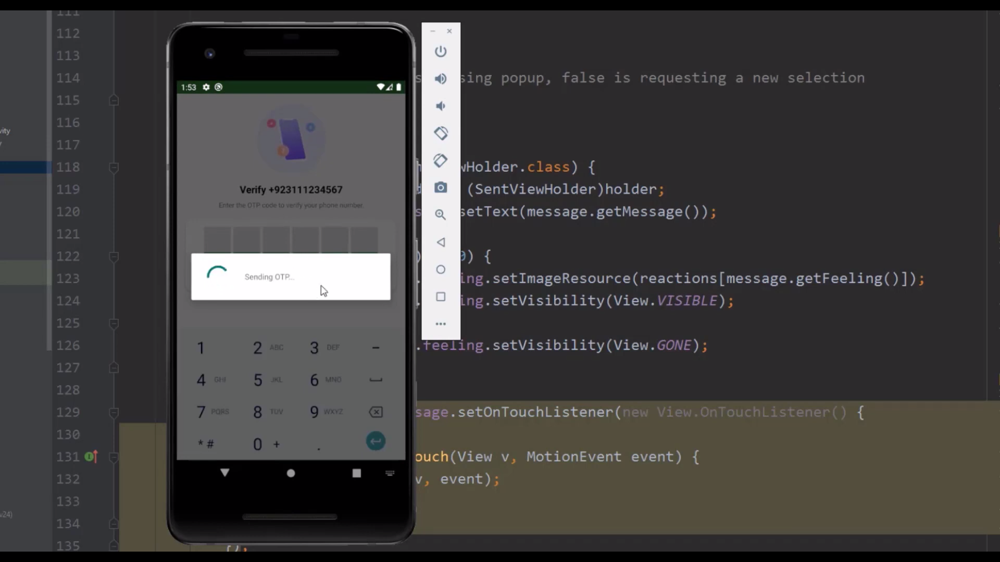 111
112
113
114 sing popup, false is requesting a new selection
115
116
117
118 wHolder.class) {
119 (SentViewHolder)holder;
120 setText(message.getMessage());
121
122 0) {
123 ing.setImageResource(reactions[message.getFeeling()]);
124 ing.setVisibility(View.VISIBLE);
125
126 .feeling.setVisibility(View.GONE);
127
128
129 sage.setOnTouchListener(new View.OnTouchListener() {
130
131 ouch(View v, MotionEvent event) {
132 v, event);
133
134
135 });
vity
v24)
1:53
Verify +923111234567
Enter the OTP code to verify your phone number.
Sending OTP...
1 2 ABC 3 DEF –
4 GHI 5 JKL 6 MNO
7 PQRS 8 TUV 9 WXYZ
* # 0 + .